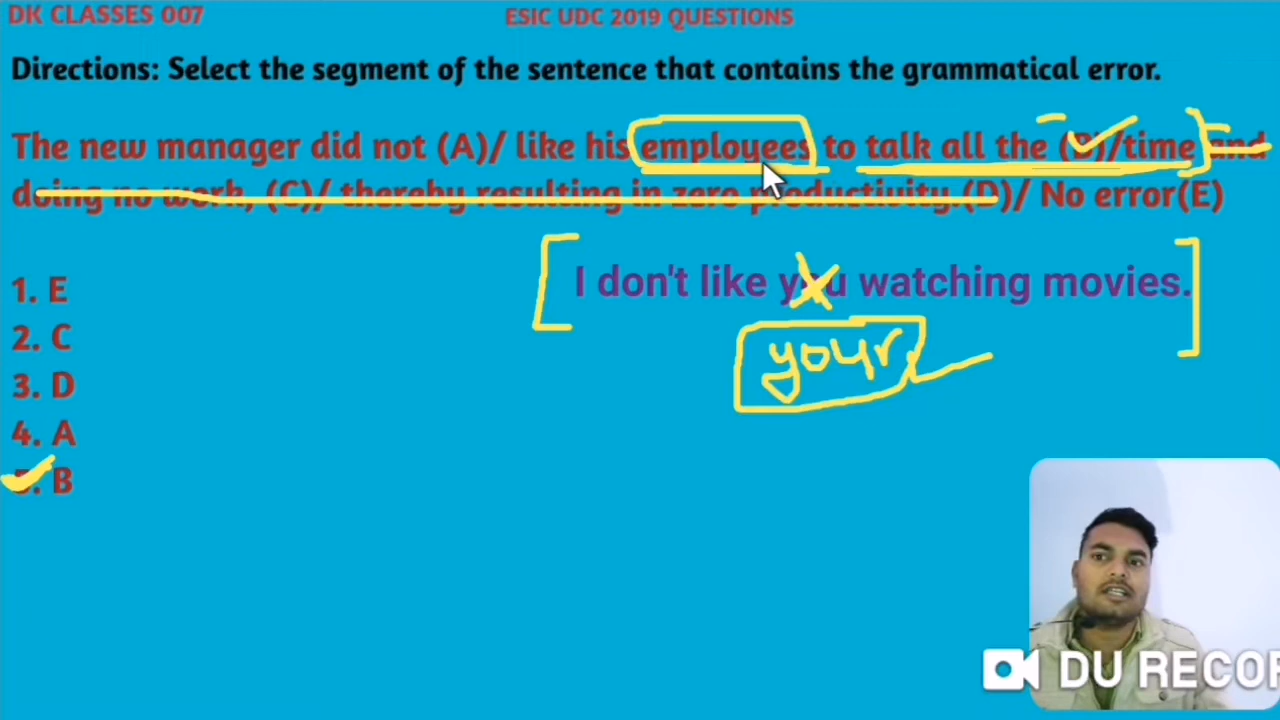 DK CLASSES 007
ESIC UDC 2019 QUESTIONS
Directions: Select the segment of the sentence that contains the grammatical error.
The new manager did not (A)/ like his employees to talk all the (B)/time and
doing no work, (C)/ thereby resulting in zero productivity.(D)/ No error(E)
I don't like you watching movies.
your
1. E
2. C
3. D
4. A
5. B
DU RECOR